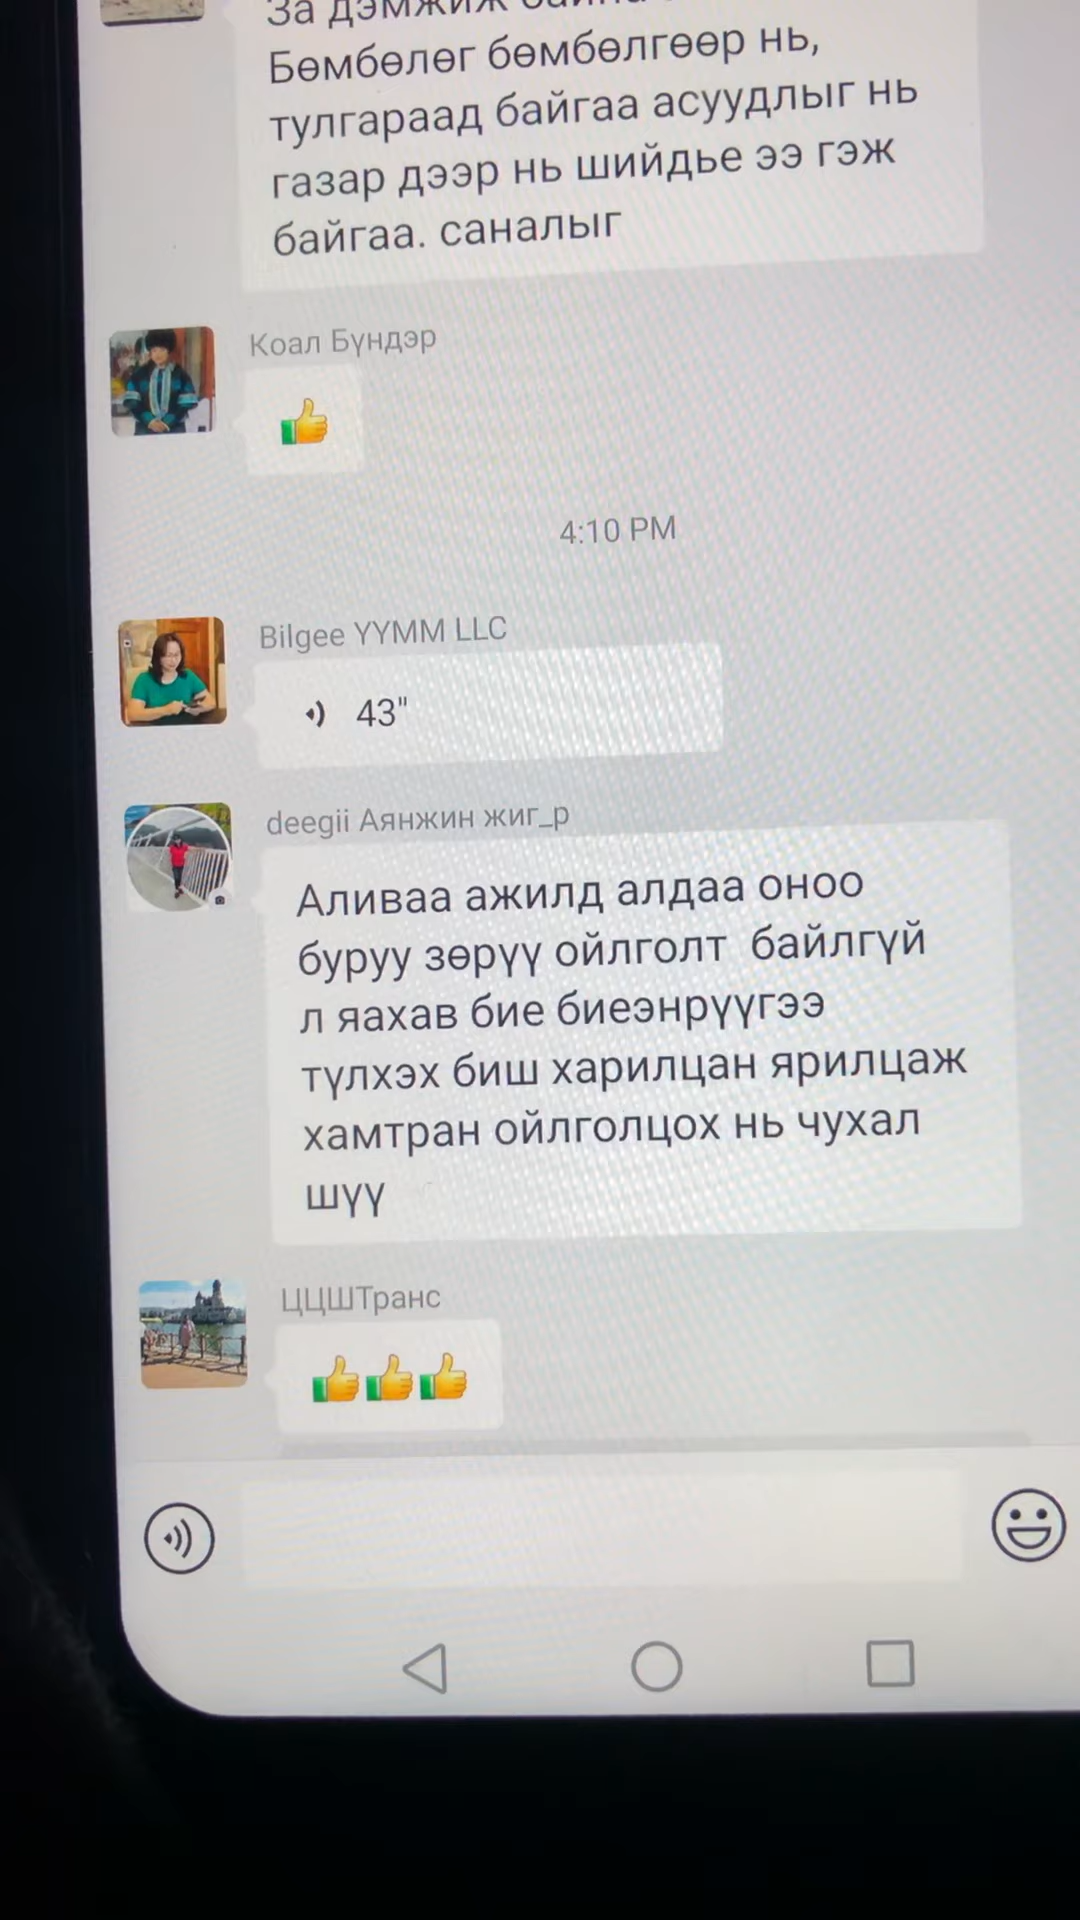 За дэмжиж
Бөмбөлөг бөмбөлгөөр нь,
тулгараад байгаа асуудлыг нь
газар дээр нь шийдье ээ гэж
байгаа. саналыг
Коал Бүндэр
4:10 PM
Bilgee YYMM LLC
43"
deegii Аянжин жиг_р
Аливаа ажилд алдаа оноо
буруу зөрүү ойлголт байлгүй
л яахав бие биеэнрүүгээ
түлхэх биш харилцан ярилцаж
хамтран ойлголцох нь чухал
шүү
ЦЦШТранс